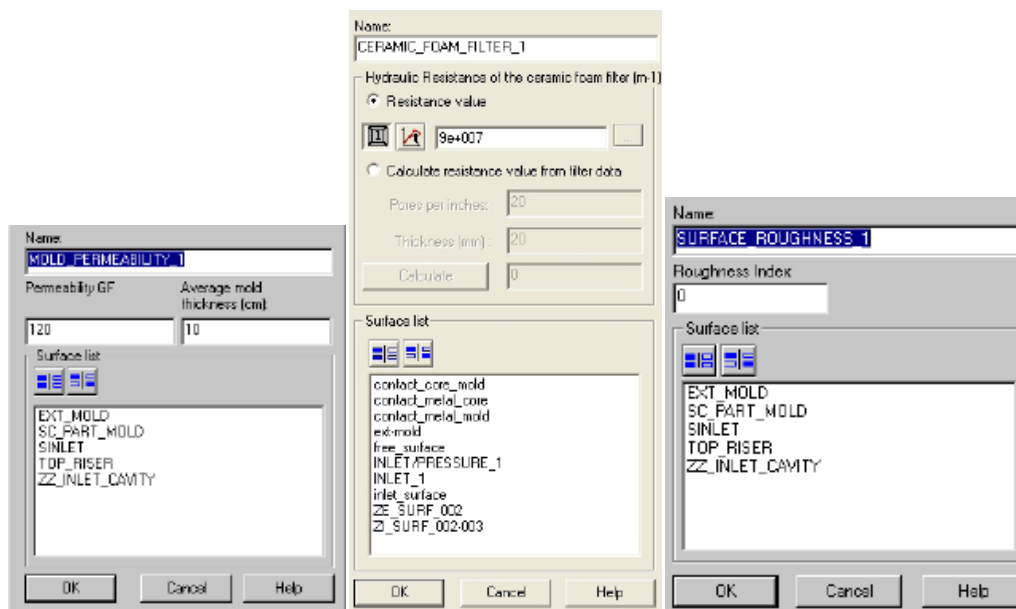 Name:
MOLD_PERMEABILITY_1
Permeability GF
Average mold
thickness (cm):
120
10
Surface list
EXT_MOLD
SC_PART_MOLD
SINLET
TOP_RISER
ZZ_INLET_CAVITY
OK
Cancel
Help
Name:
CERAMIC_FOAM_FILTER_1
Hydraulic Resistance of the ceramic foam filter (m-1)
Resistance value
1
9e+007
...
Calculate resistance value from filter data
Pores per inches:
20
Thickness (mm) :
20
Calculate
0
Surface list
contact_core_mold
contact_metal_core
contact_metal_mold
ext-mold
free_surface
INLET/PRESSURE_1
INLET_1
inlet_surface
ZE_SURF_002
ZI_SURF_002-003
OK
Cancel
Help
Name:
SURFACE_ROUGHNESS_1
Roughness Index:
0
Surface list
EXT_MOLD
SC_PART_MOLD
SINLET
TOP_RISER
ZZ_INLET_CAVITY
OK
Cancel
Help